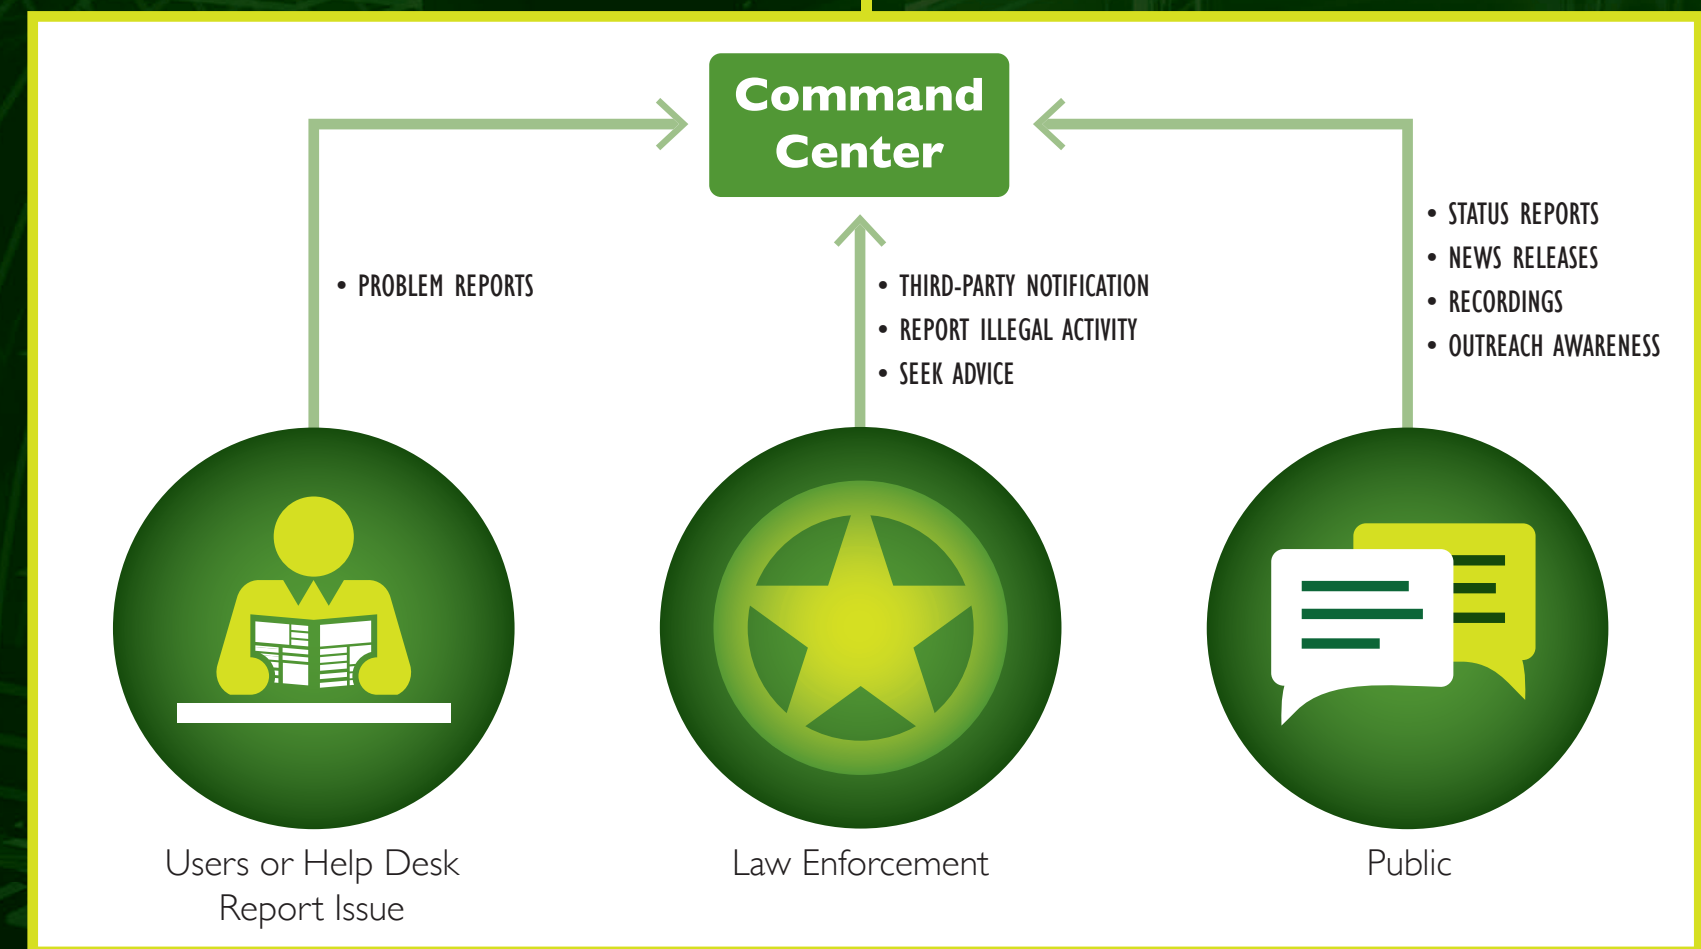 Command
Center
• PROBLEM REPORTS
• THIRD-PARTY NOTIFICATION
• REPORT ILLEGAL ACTIVITY
• SEEK ADVICE
• STATUS REPORTS
• NEWS RELEASES
• RECORDINGS
• OUTREACH AWARENESS
Users or Help Desk
Report Issue
Law Enforcement
Public